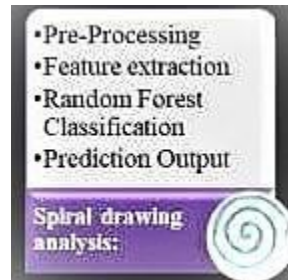 •Pre-Processing
•Feature extraction
•Random Forest
Classification
•Prediction Output
Spiral drawing
analysis: